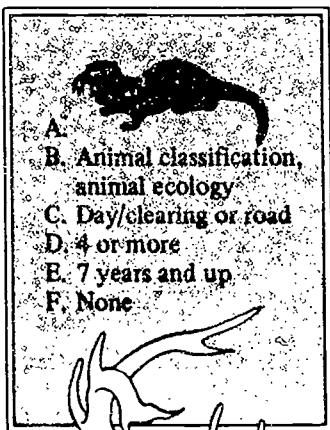 A.
B. Animal classification,
animal ecology
C. Day/clearing or road
D. 4 or more
E. 7 years and up
F. None